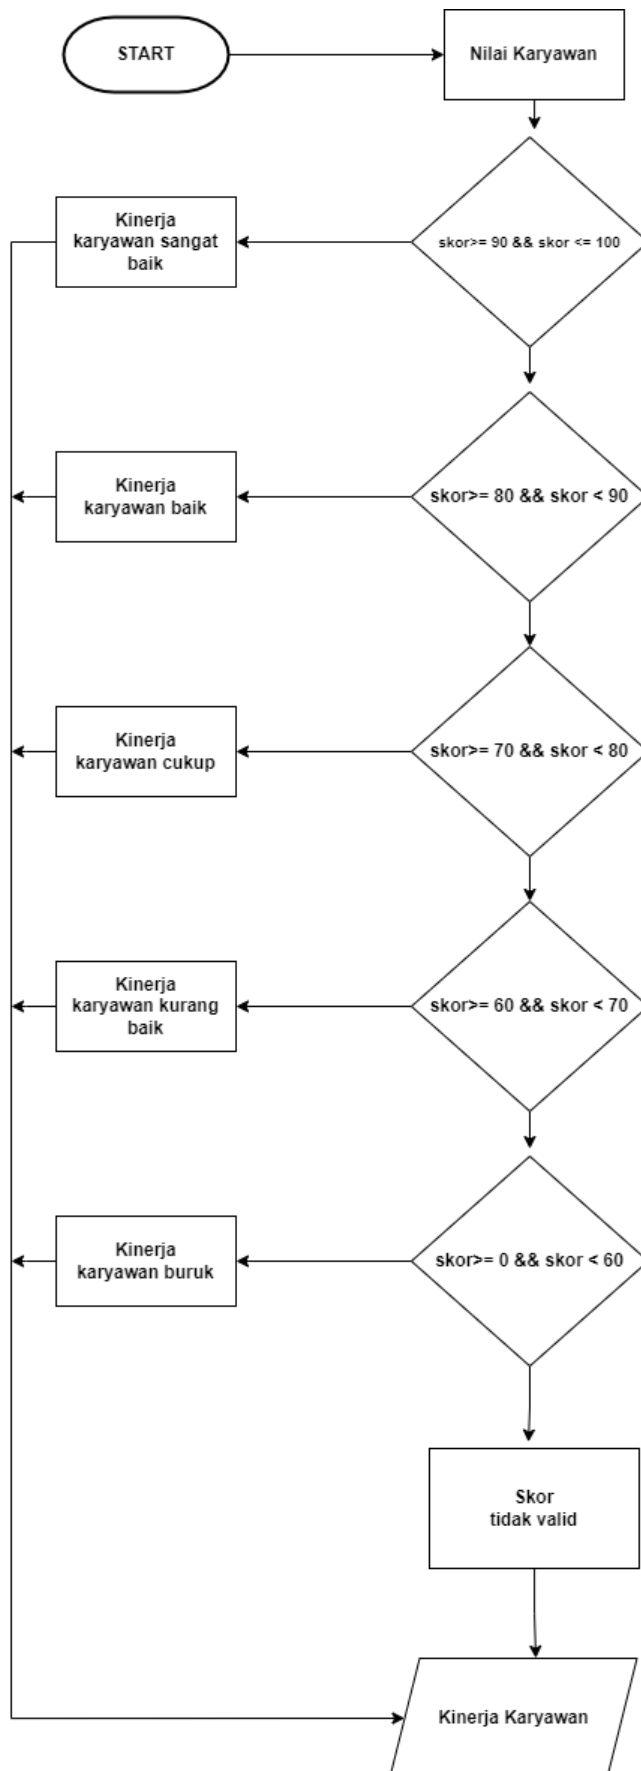 START
Nilai Karyawan
skor>= 90 && skor <= 100
Kinerja
karyawan sangat
baik
skor>= 80 && skor < 90
Kinerja
karyawan baik
skor>= 70 && skor < 80
Kinerja
karyawan cukup
skor>= 60 && skor < 70
Kinerja
karyawan kurang
baik
skor>= 0 && skor < 60
Kinerja
karyawan buruk
Skor
tidak valid
Kinerja Karyawan